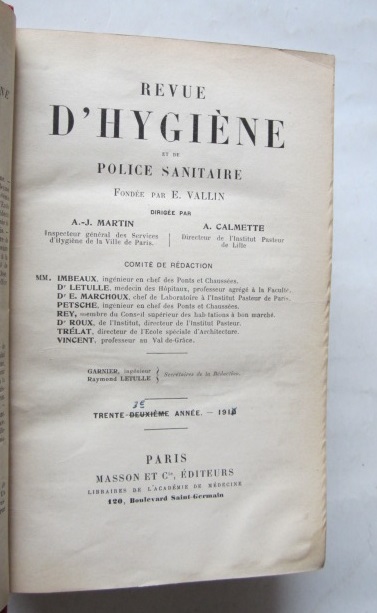 REVUE
D'HYGIÈNE
ET DE
POLICE SANITAIRE
FONDÉE PAR E. VALLIN
DIRIGÉE PAR
A.-J. MARTIN
Inspecteur général des Services
d'Hygiène de la Ville de Paris.
A. CALMETTE
Directeur de l'Institut Pasteur
de Lille
COMITÉ DE RÉDACTION
MM. IMBEAUX, ingénieur en chef des Ponts et Chaussées.
Dr LETULLE, médecin des Hôpitaux, professeur agrégé à la Faculté.
Dr E. MARCHOUX, chef de Laboratoire à l'Institut Pasteur de Paris.
PETSCHE, ingénieur en chef des Ponts et Chaussées.
REY, membre du Conseil supérieur des habitations à bon marché.
Dr ROUX, de l'Institut, directeur de l'Institut Pasteur.
TRÉLAT, directeur de l'École spéciale d'Architecture.
VINCENT, professeur au Val-de-Grâce.
GARNIER, ingénieur
Raymond LETULLE
Secrétaires de la Rédaction.
TRENTE-DEUXIÈME ANNÉE. — 191
PARIS
MASSON ET Cie, ÉDITEURS
LIBRAIRES DE L'ACADÉMIE DE MÉDECINE
120, Boulevard Saint-Germain